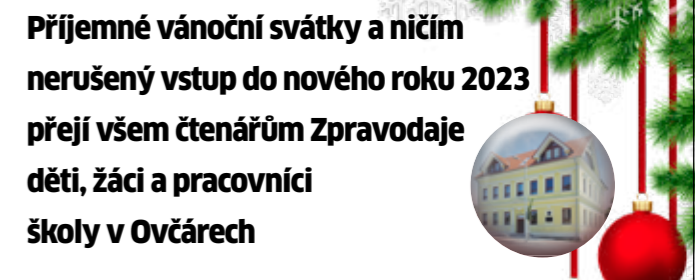 Příjemné vánoční svátky a ničím
nerušený vstup do nového roku 2023
přejí všem čtenářům Zpravodaje
děti, žáci a pracovníci
školy v Ovčárech